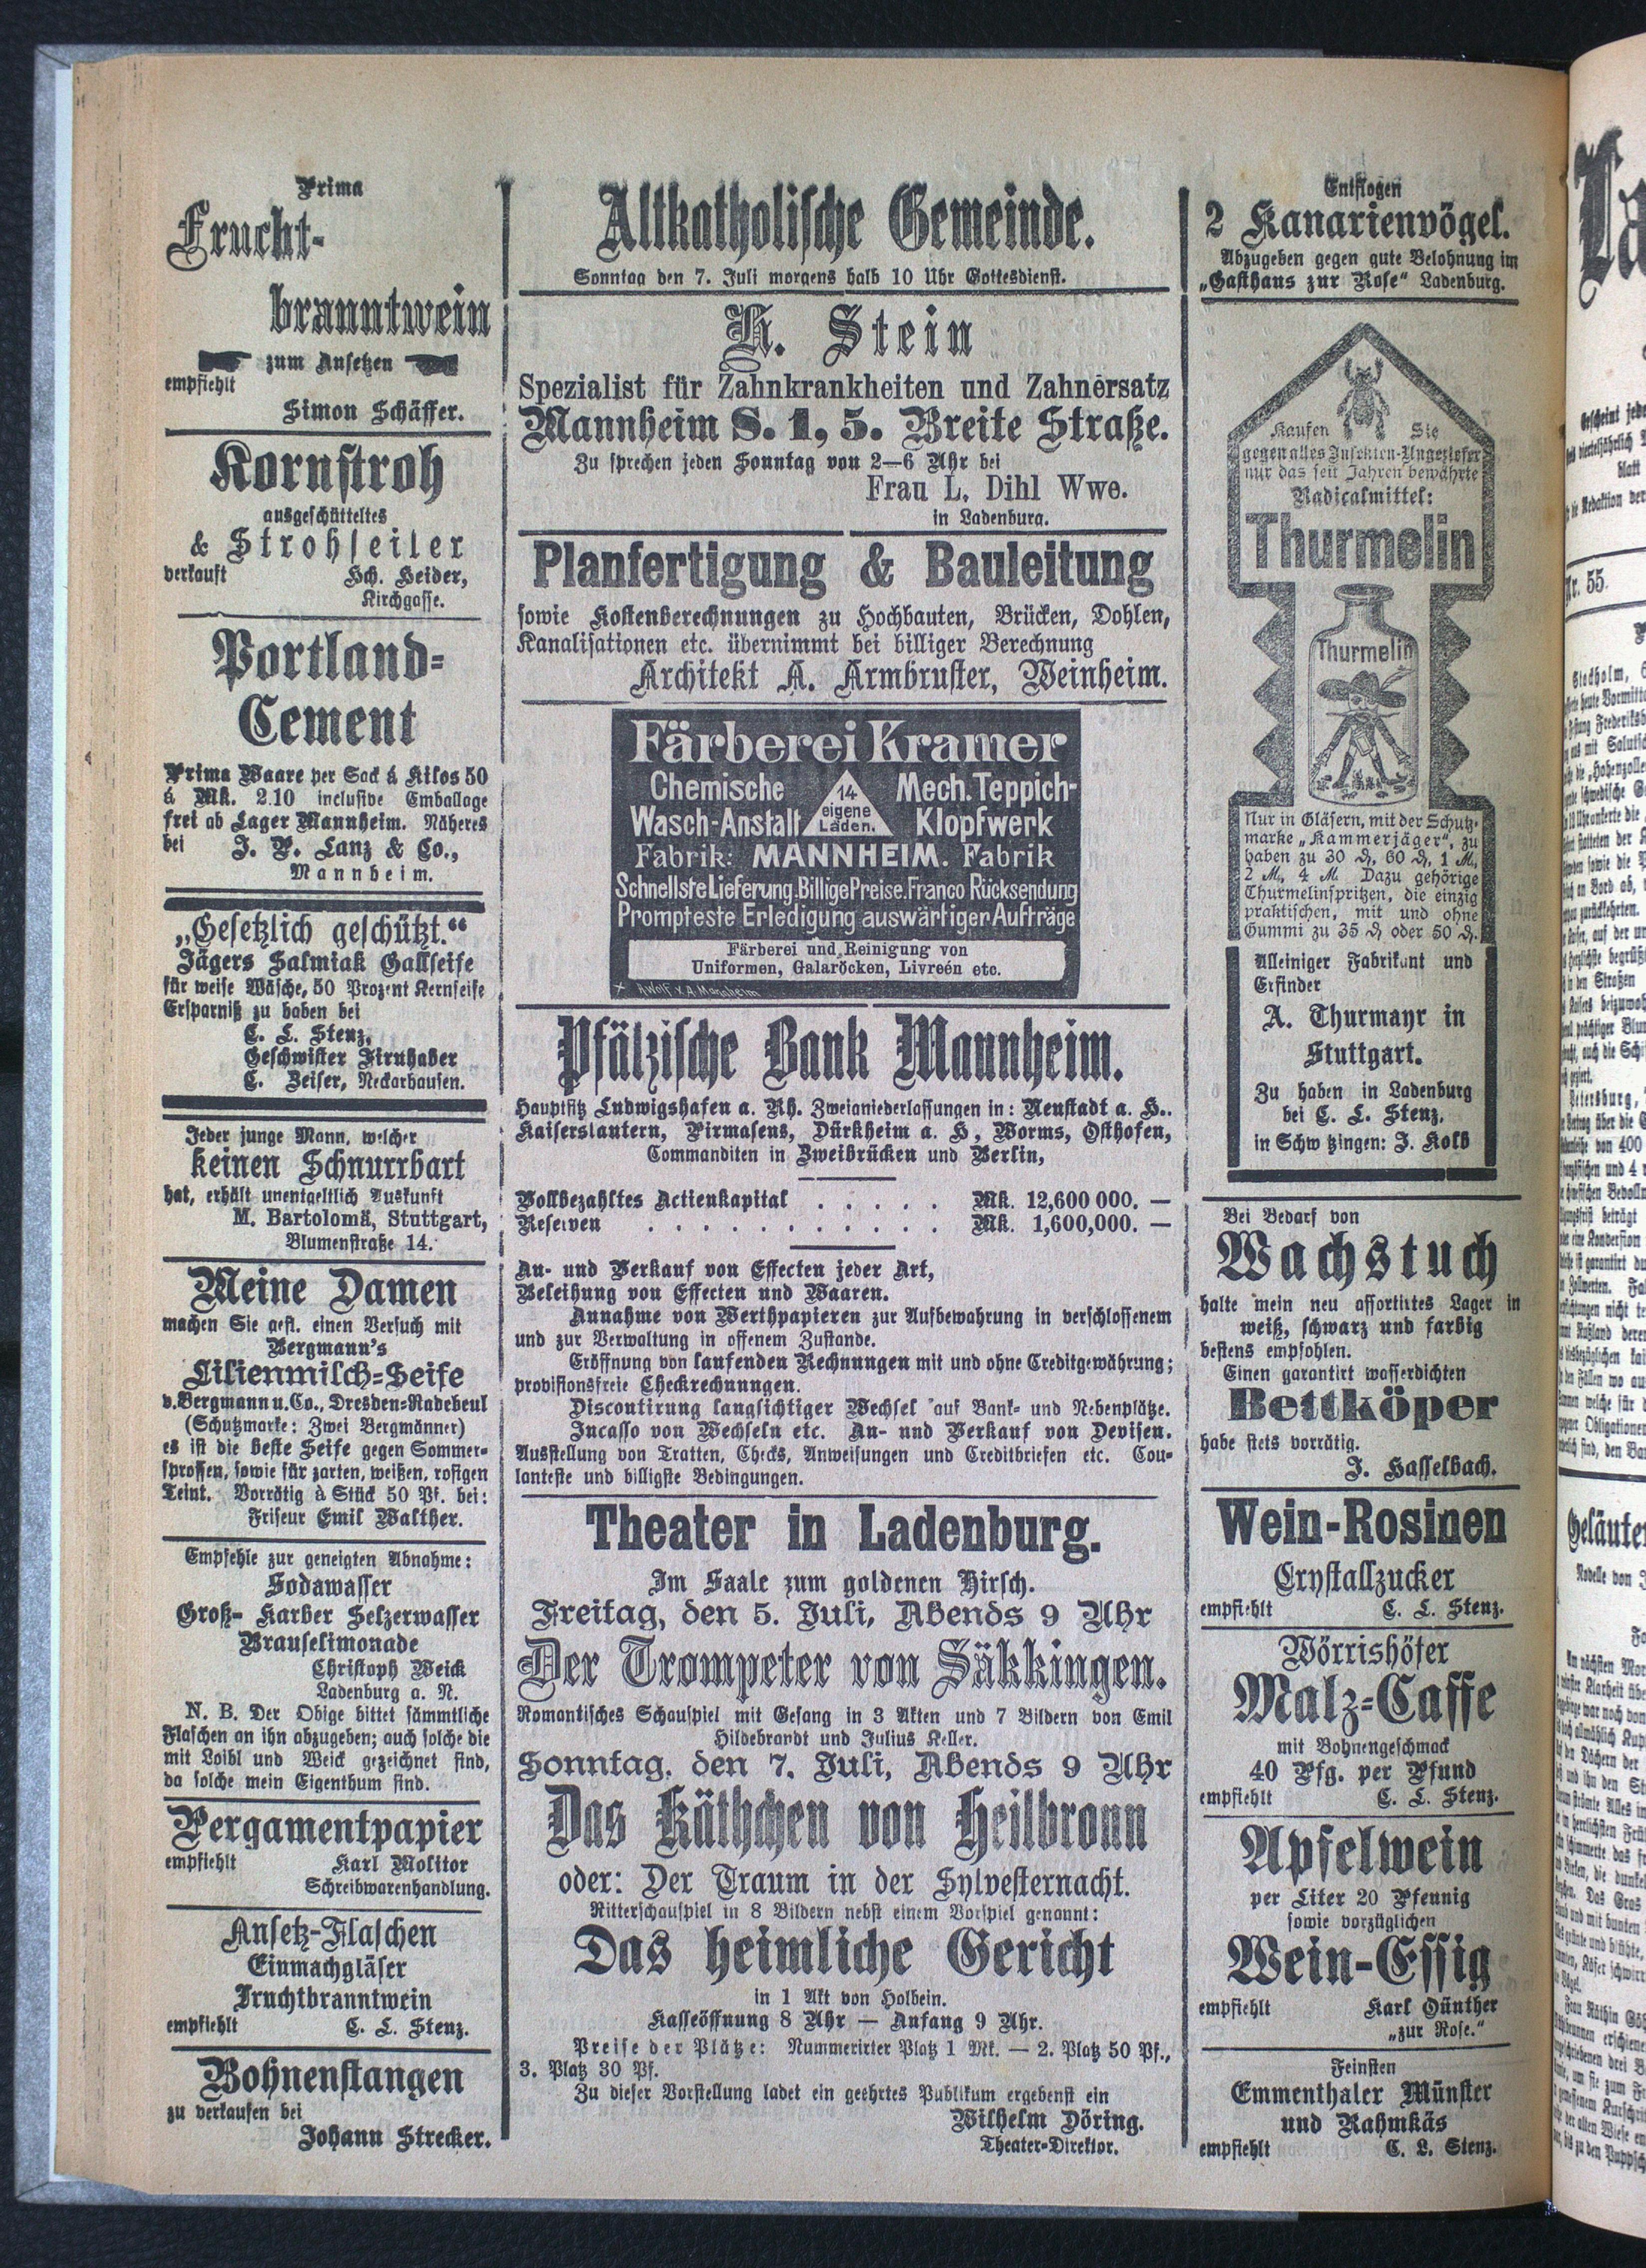 Prima
Frucht-
branntwein
zum Ansetzen
empfiehlt
Simon Schäffer.
Kornstroh
ausgeschütteltes
& Strohseiler
verkauft Hch. Heider,
Kirchgasse.
Portland-
Cement
Prima Waare per Sack á Kilos 50
á Mk. 2.10 inclusive Emballage
frei ab Lager Mannheim. Näheres
bei J. P. Lanz & Co.,
Mannheim.
„Gesetzlich geschützt.“
Jägers Salmiak Gallseife
für weise Wäsche, 50 Prozent Kernseife
Ersparniß zu haben bei
C. L. Stenz,
Geschwister Firnhaber
C. Zeiser, Neckarhausen.
Jeder junge Mann, welcher
keinen Schnurrbart
hat, erhält unentgeltlich Auskunft
M. Bartolomä, Stuttgart,
Blumenstraße 14.
Meine Damen
machen Sie gefl. einen Versuch mit
Bergmann's
Lilienmilch-Seife
v. Bergmann u. Co., Dresden-Radebeul
(Schutzmarke: Zwei Bergmänner)
es ist die beste Seife gegen Sommer-
sprossen, sowie für zarten, weißen, rosigen
Teint. Vorrätig à Stück 50 Pf. bei:
Friseur Emil Walther.
Empfehle zur geneigten Abnahme:
Sodawasser
Groß- Karber Selzerwasser
Brauselimonade
Christoph Weick
Ladenburg a. N.
N. B. Der Obige bittet sämmtliche
Flaschen an ihn abzugeben; auch solche die
mit Loibl und Weick gezeichnet sind,
da solche mein Eigenthum sind.
Pergamentpapier
empfiehlt Karl Molitor
Schreibwarenhandlung.
Ansetz-Flaschen
Einmachgläser
Fruchtbranntwein
empfiehlt C. L. Stenz.
Bohnenstangen
zu verkaufen bei
Johann Strecker.
Altkatholische Gemeinde.
Sonntag den 7. Juli morgens halb 10 Uhr Gottesdienst.
H. Stein
Spezialist für Zahnkrankheiten und Zahnersatz
Mannheim S. 1, 5. Breite Straße.
Zu sprechen jeden Sonntag von 2—6 Uhr bei
Frau L. Dihl Wwe.
in Ladenburg.
Planfertigung & Bauleitung
sowie Kostenberechnungen zu Hochbauten, Brücken, Dohlen,
Kanalisationen etc. übernimmt bei billiger Berechnung
Architekt A. Armbruster, Weinheim.
Färberei Kramer
Chemische Wasch-Anstalt
14 eigene Läden.
Mech. Teppich-Klopfwerk
Fabrik: MANNHEIM. Fabrik
Schnellste Lieferung. Billige Preise. Franco Rücksendung
Prompteste Erledigung auswärtiger Aufträge
Färberei und Reinigung von
Uniformen, Galaröcken, Livreén etc.
Pfälzische Bank Mannheim.
Hauptsitz Ludwigshafen a. Rh. Zweigniederlassungen in: Neustadt a. H..
Kaiserslautern, Pirmasens, Dürkheim a. H, Worms, Osthofen,
Commanditen in Zweibrücken und Berlin,
Vollbezahltes Actienkapital . . . . . Mk. 12,600 000. —
Reserven . . . . . . . . . . . Mk. 1,600,000. —
An- und Verkauf von Effecten jeder Art,
Beleihung von Effecten und Waaren.
Annahme von Werthpapieren zur Aufbewahrung in verschlossenem
und zur Verwaltung in offenem Zustande.
Eröffnung von laufenden Rechnungen mit und ohne Creditgewährung;
provisionsfreie Checkrechnungen.
Discontirung langsichtiger Wechsel auf Bank- und Nebenplätze.
Incasso von Wechseln etc. An- und Verkauf von Devisen.
Ausstellung von Tratten, Checks, Anweisungen und Creditbriefen etc. Cou-
lanteste und billigste Bedingungen.
Theater in Ladenburg.
Im Saale zum goldenen Hirsch.
Freitag, den 5. Juli, Abends 9 Uhr
Der Trompeter von Säkkingen.
Romantisches Schauspiel mit Gesang in 3 Akten und 7 Bildern von Emil
Hildebrandt und Julius Keller.
Sonntag, den 7. Juli, Abends 9 Uhr
Das Käthchen von Heilbronn
oder: Der Traum in der Sylvesternacht.
Ritterschauspiel in 8 Bildern nebst einem Vorspiel genannt:
Das heimliche Gericht
in 1 Akt von Holbein.
Kasseöffnung 8 Uhr — Anfang 9 Uhr.
Preise der Plätze: Nummerirter Platz 1 Mk. — 2. Platz 50 Pf.,
3. Platz 30 Pf.
Zu dieser Vorstellung ladet ein geehrtes Publikum ergebenst ein
Wilhelm Döring.
Theater-Direktor.
Entflogen
2 Kanarienvögel.
Abzugeben gegen gute Belohnung im
„Gasthaus zur Rose“ Ladenburg.
Kaufen Sie
gegen alles Insekten-Ungeziefer
nur das seit Jahren bewährte
Radicalmittel:
Thurmelin
Thurmelin
Nur in Gläsern, mit der Schutz-
marke „Kammerjäger“, zu
haben zu 30 ₰, 60 ₰, 1 M.,
2 M., 4 M. Dazu gehörige
Thurmelinspritzen, die einzig
praktischen, mit und ohne
Gummi zu 35 ₰ oder 50 ₰.
Alleiniger Fabrikant und
Erfinder
A. Thurmayr in
Stuttgart.
Zu haben in Ladenburg
bei C. L. Stenz,
in Schw tzingen: J. Kolb
Bei Bedarf von
Wachstuch
halte mein neu assortirtes Lager in
weiß, schwarz und farbig
bestens empfohlen.
Einen garantirt wasserdichten
Bettköper
habe stets vorrätig.
J. Hasselbach.
Wein-Rosinen
Crystallzucker
empfiehlt C. L. Stenz.
Wörrishöfer
Malz-Caffe
mit Bohnengeschmack
40 Pfg. per Pfund
empfiehlt C. L. Stenz.
Apfelwein
per Liter 20 Pfennig
sowie vorzüglichen
Wein-Essig
empfiehlt Karl Günther
„zur Rose.“
Feinsten
Emmenthaler Münster
und Rahmkäs
empfiehlt C. L. Stenz.
Nr. 55.